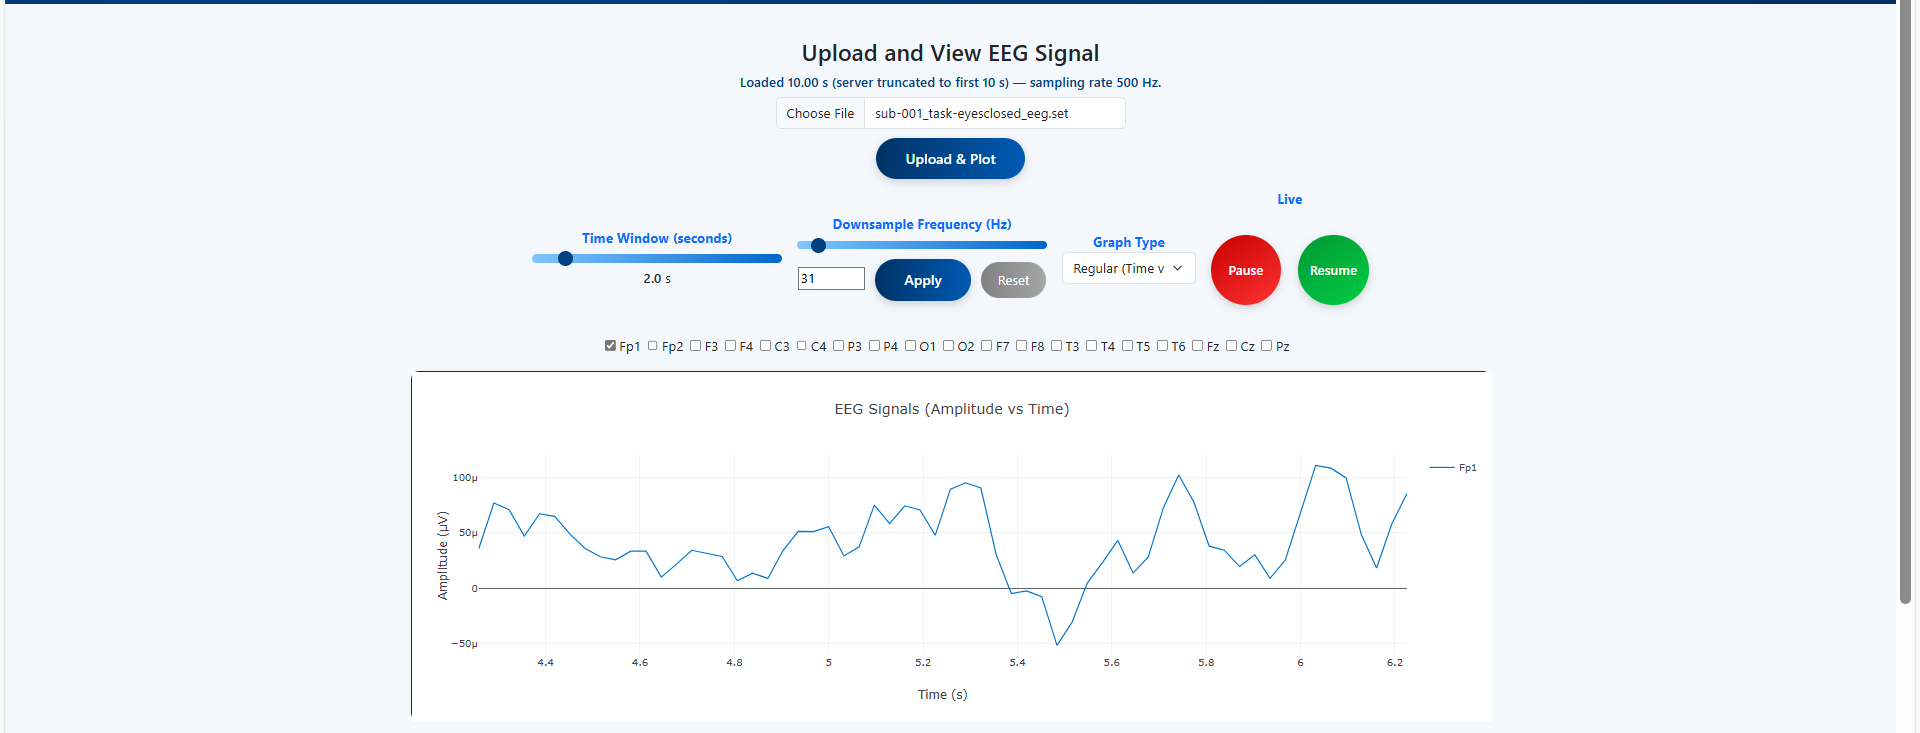 Upload and View EEG Signal
Loaded 10.00 s (server truncated to first 10 s) — sampling rate 500 Hz.
Choose File sub-001_task-eyesclosed_eeg.set
Upload & Plot
Live
Downsample Frequency (Hz)
Time Window (seconds)
Graph Type
2.0 s
31 Apply Reset
Regular (Time v
Pause Resume
Fp1 Fp2 F3 F4 C3 C4 P3 P4 O1 O2 F7 F8 T3 T4 T5 T6 Fz Cz Pz
EEG Signals (Amplitude vs Time)
Fp1
100µ
50µ
0
−50µ
Amplitude (µV)
4.4 4.6 4.8 5 5.2 5.4 5.6 5.8 6 6.2
Time (s)